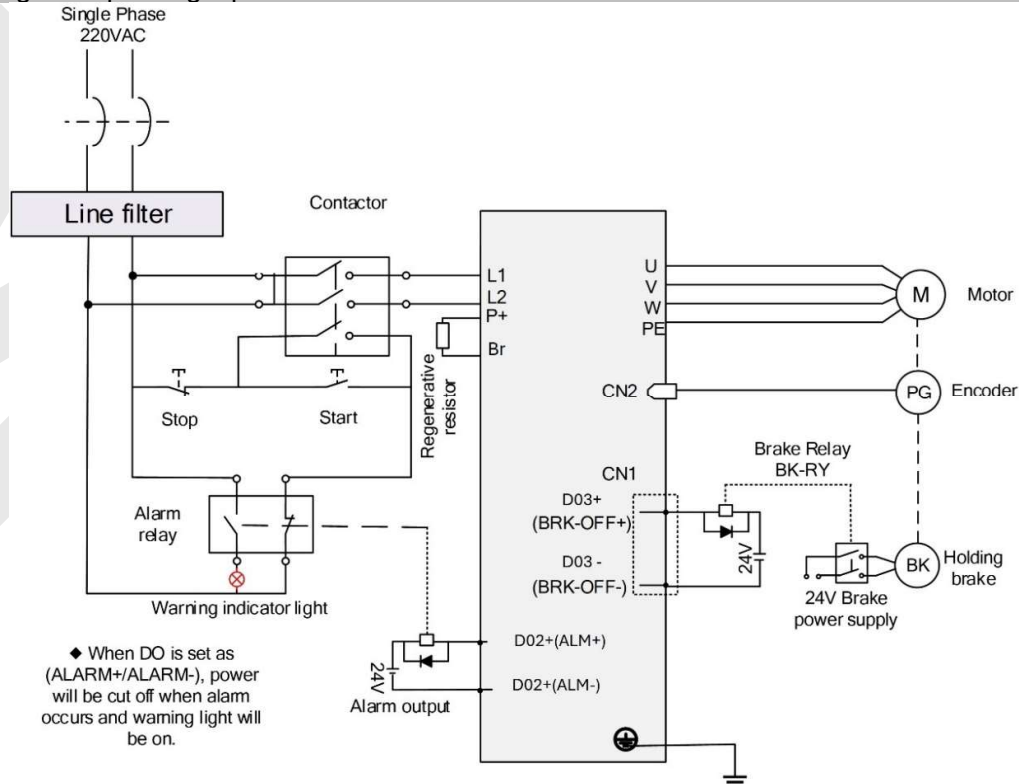 Single Phase
220VAC
Line filter
Contactor
L1
L2
P+
Br
Regenerative
resistor
U
V
W
PE
M
Motor
Stop
Start
CN2
PG
Encoder
Brake Relay
BK-RY
CN1
D03+
(BRK-OFF+)
D03 -
(BRK-OFF-)
24V
BK
Holding
brake
24V Brake
power supply
Alarm
relay
Warning indicator light
D02+(ALM+)
D02+(ALM-)
24V
Alarm output
◆ When DO is set as
(ALARM+/ALARM-), power
will be cut off when alarm
occurs and warning light will
be on.